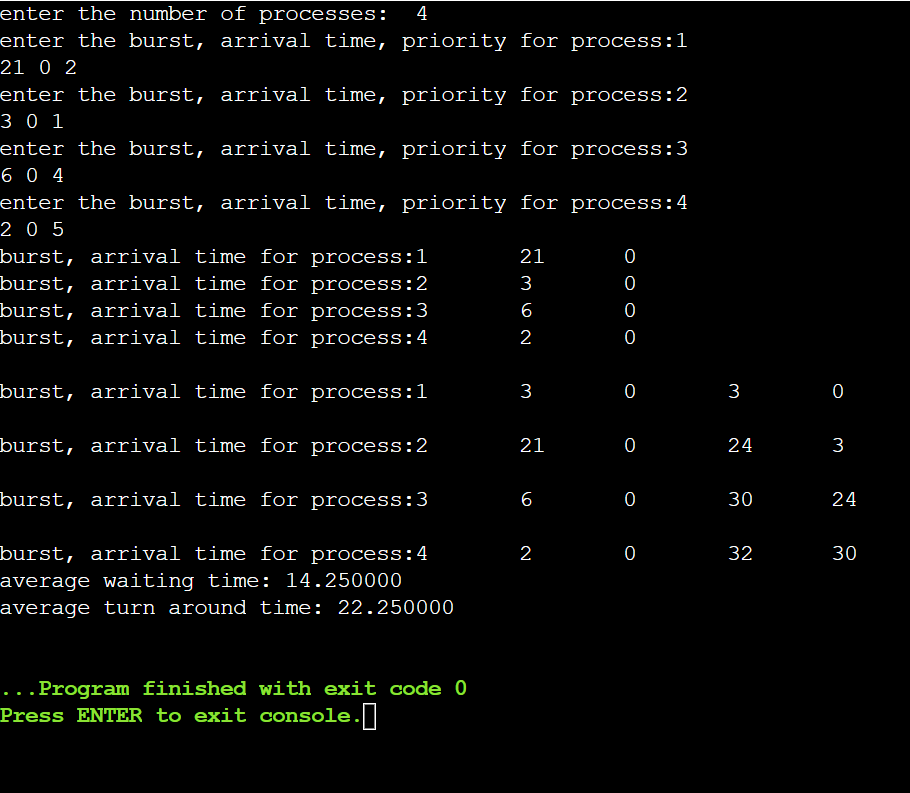 enter the number of processes:  4
enter the burst, arrival time, priority for process:1
21 0 2
enter the burst, arrival time, priority for process:2
3 0 1
enter the burst, arrival time, priority for process:3
6 0 4
enter the burst, arrival time, priority for process:4
2 0 5
burst, arrival time for process:1       21      0
burst, arrival time for process:2       3       0
burst, arrival time for process:3       6       0
burst, arrival time for process:4       2       0
burst, arrival time for process:1       3       0       3       0
burst, arrival time for process:2       21      0       24      3
burst, arrival time for process:3       6       0       30      24
burst, arrival time for process:4       2       0       32      30
average waiting time: 14.250000
average turn around time: 22.250000
...Program finished with exit code 0
Press ENTER to exit console.